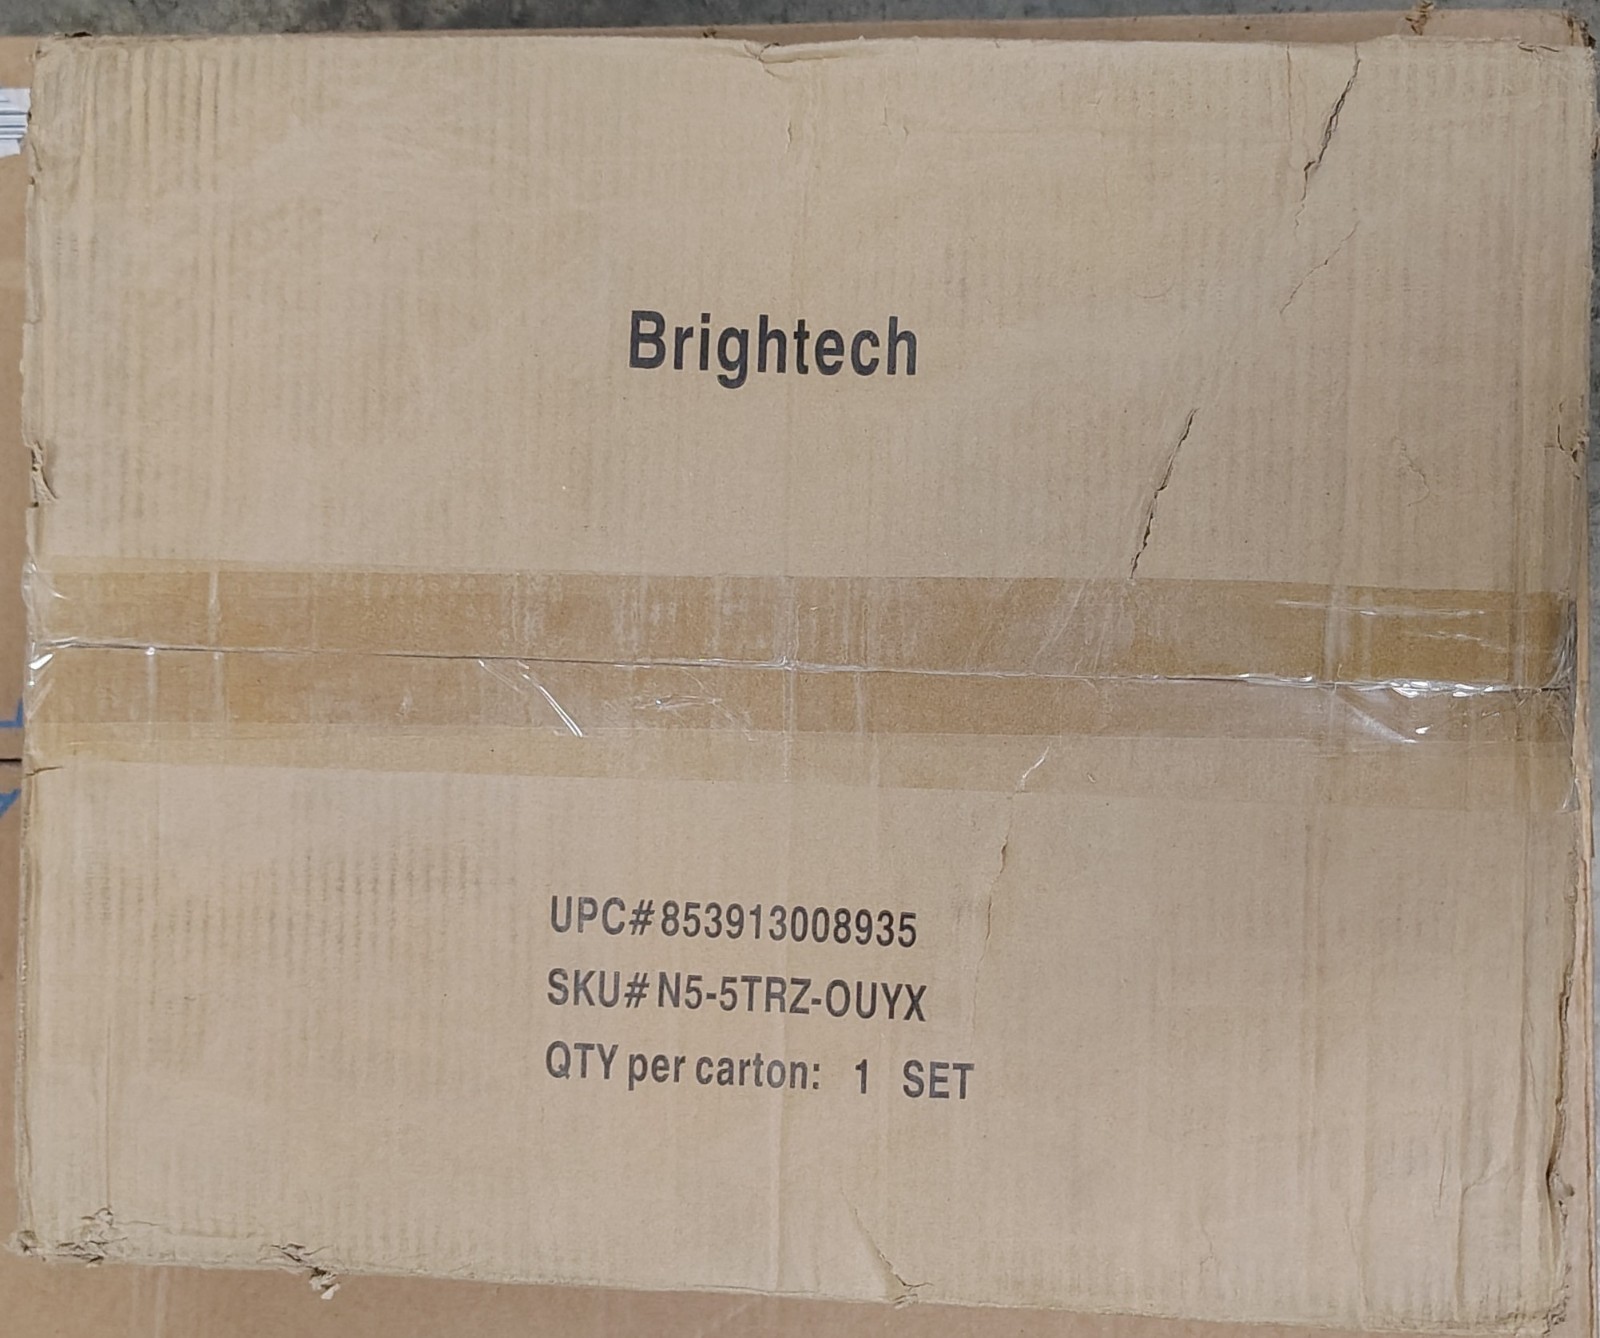 Brightech
UPC#853913008935
SKU#N5-5TRZ-OUYX
QTY per carton: 1 SET